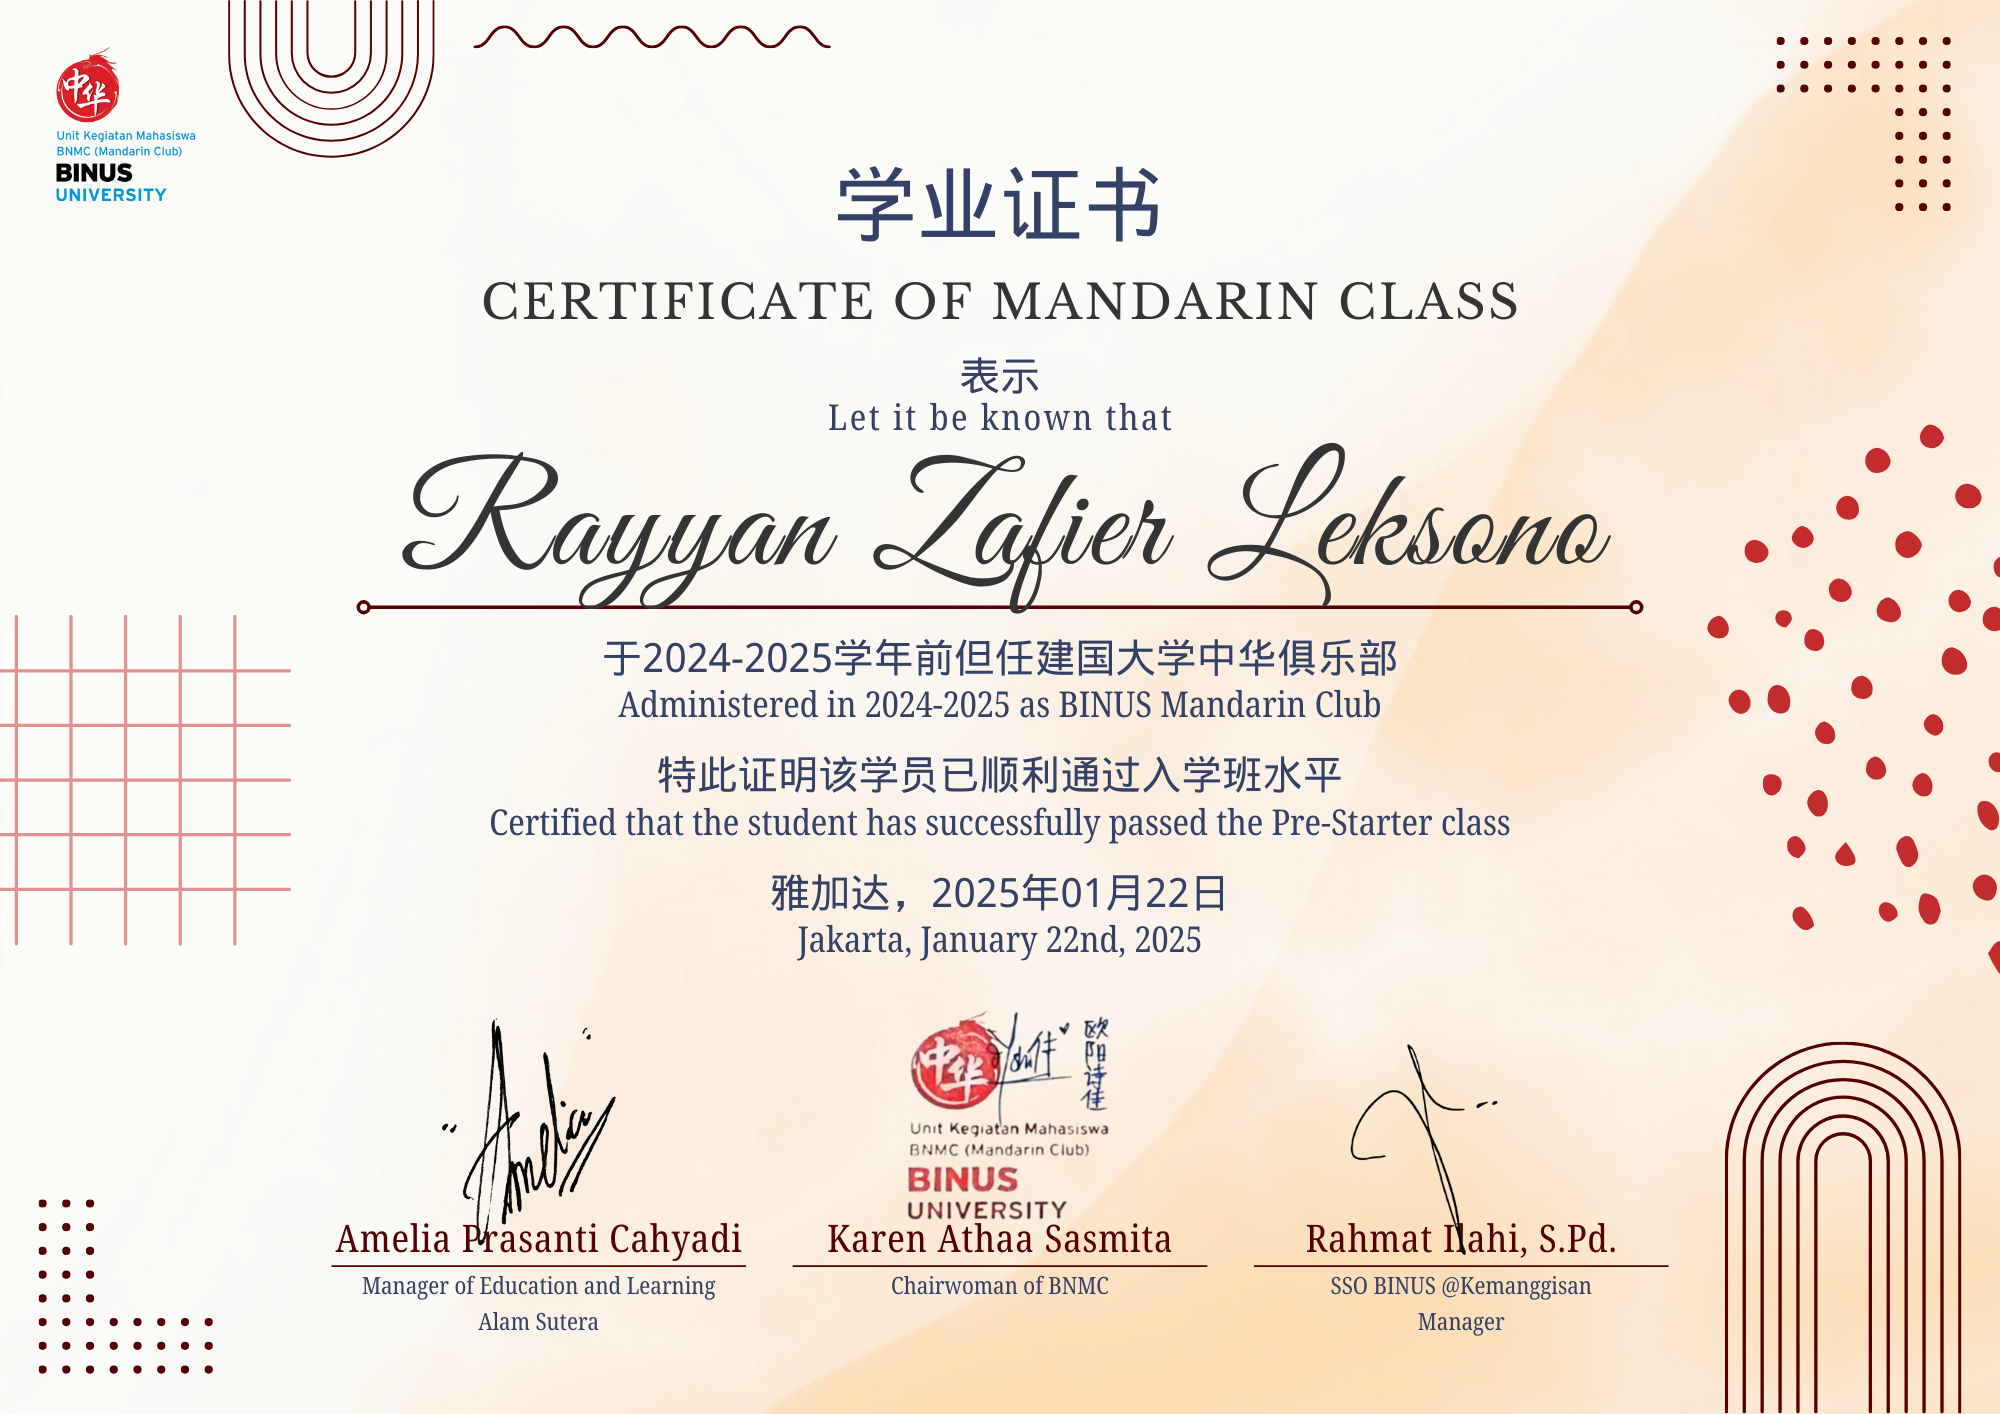 中华
Unit Kegiatan Mahasiswa
BNMC (Mandarin Club)
BINUS
UNIVERSITY
学业证书
CERTIFICATE OF MANDARIN CLASS
表示
Let it be known that
Rayyan Zafier Leksono
于2024-2025学年前但任建国大学中华俱乐部
Administered in 2024-2025 as BINUS Mandarin Club
特此证明该学员已顺利通过入学班水平
Certified that the student has successfully passed the Pre-Starter class
雅加达，2025年01月22日
Jakarta, January 22nd, 2025
Amelia
中华
欧阳诗佳
Unit Kegiatan Mahasiswa
BNMC (Mandarin Club)
BINUS
UNIVERSITY
Amelia Prasanti Cahyadi
Manager of Education and Learning
Alam Sutera
Karen Athaa Sasmita
Chairwoman of BNMC
Rahmat Ilahi, S.Pd.
SSO BINUS @Kemanggisan
Manager